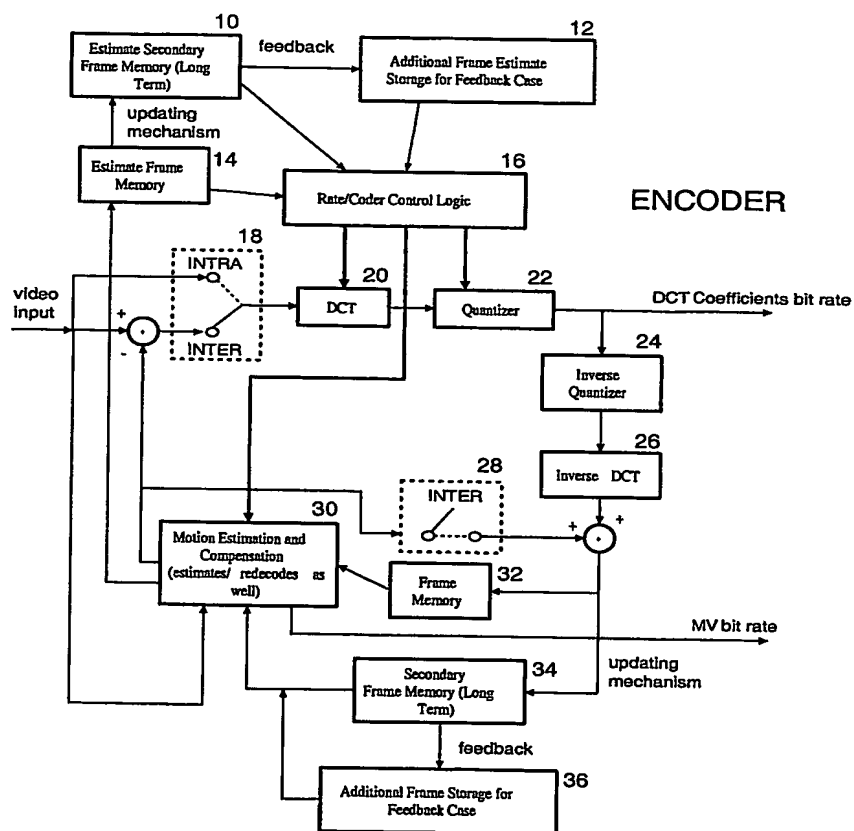 10
Estimate Secondary
Frame Memory (Long
Term)
feedback
12
Additional Frame Estimate
Storage for Feedback Case
updating
mechanism
14
Estimate Frame
Memory
16
Rate/Coder Control Logic
ENCODER
18
INTRA
INTER
video
input
+
-
20
DCT
22
Quantizer
DCT Coefficients bit rate
24
Inverse
Quantizer
26
Inverse DCT
28
INTER
+
+
30
Motion Estimation and
Compensation
(estimates/ redecodes as
well)
32
Frame
Memory
MV bit rate
updating
mechanism
34
Secondary
Frame Memory (Long
Term)
feedback
36
Additional Frame Storage for
Feedback Case